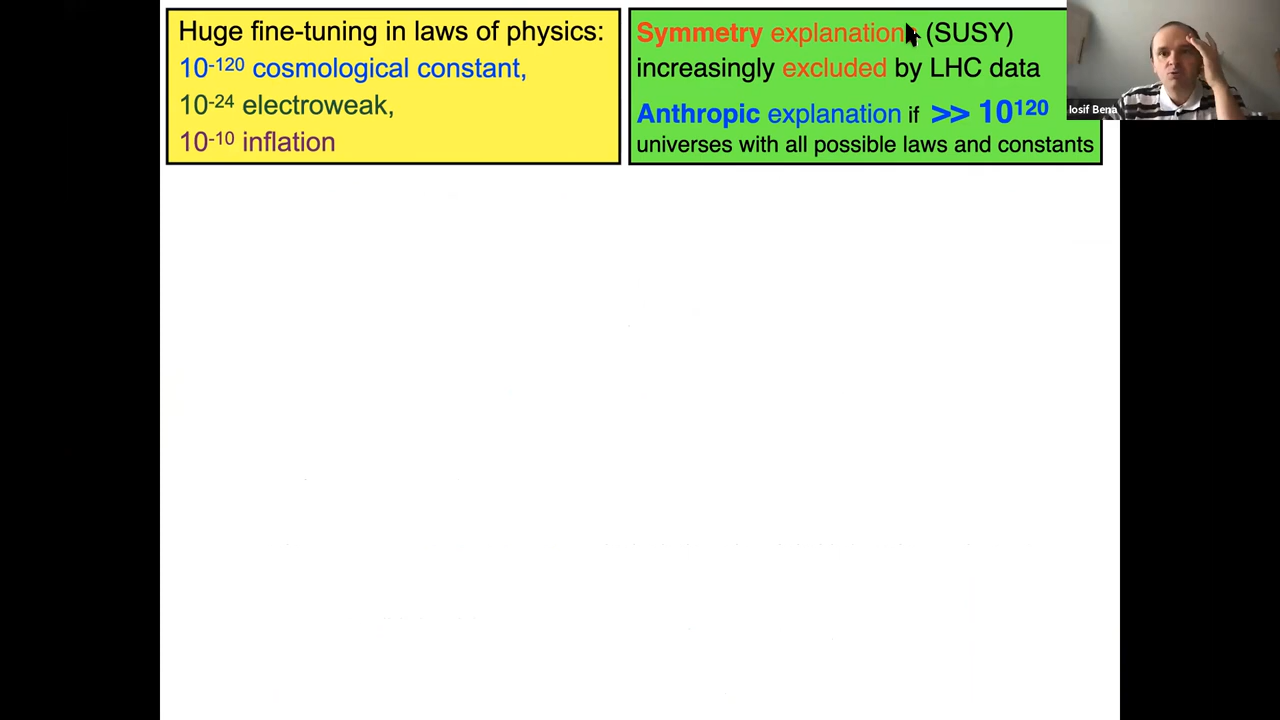 Huge fine-tuning in laws of physics:
10⁻¹²⁰ cosmological constant,
10⁻²⁴ electroweak,
10⁻¹⁰ inflation
Symmetry explanation (SUSY)
increasingly excluded by LHC data
Anthropic explanation if >> 10¹²⁰
universes with all possible laws and constants
Iosif Bena